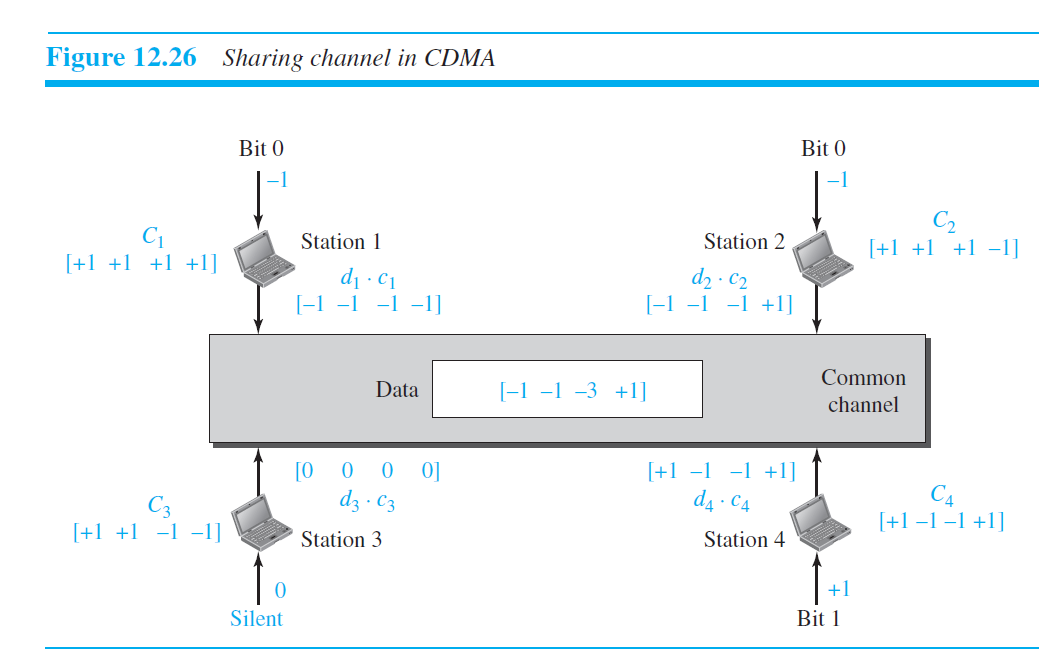 Figure 12.26 Sharing channel in CDMA
Bit 0
Bit 0
–1
–1
C1
[+1 +1 +1 +1]
Station 1
d1 · c1
[–1 –1 –1 –1]
Station 2
d2 · c2
[–1 –1 –1 +1]
C2
[+1 +1 +1 –1]
Data
[–1 –1 –3 +1]
Common
channel
[0 0 0 0]
d3 · c3
C3
[+1 +1 –1 –1]
Station 3
[+1 –1 –1 +1]
d4 · c4
Station 4
C4
[+1 –1 –1 +1]
0
Silent
+1
Bit 1